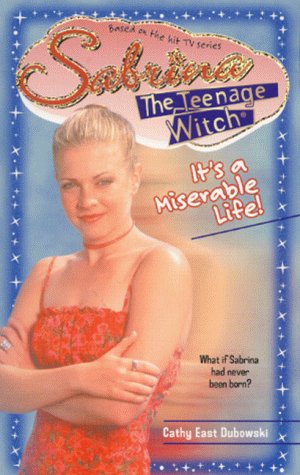 Based on the hit TV series
Sabrina
The Teenage
Witch®
It's a
Miserable
Life!
What if Sabrina
had never
been born?
Cathy East Dubowski